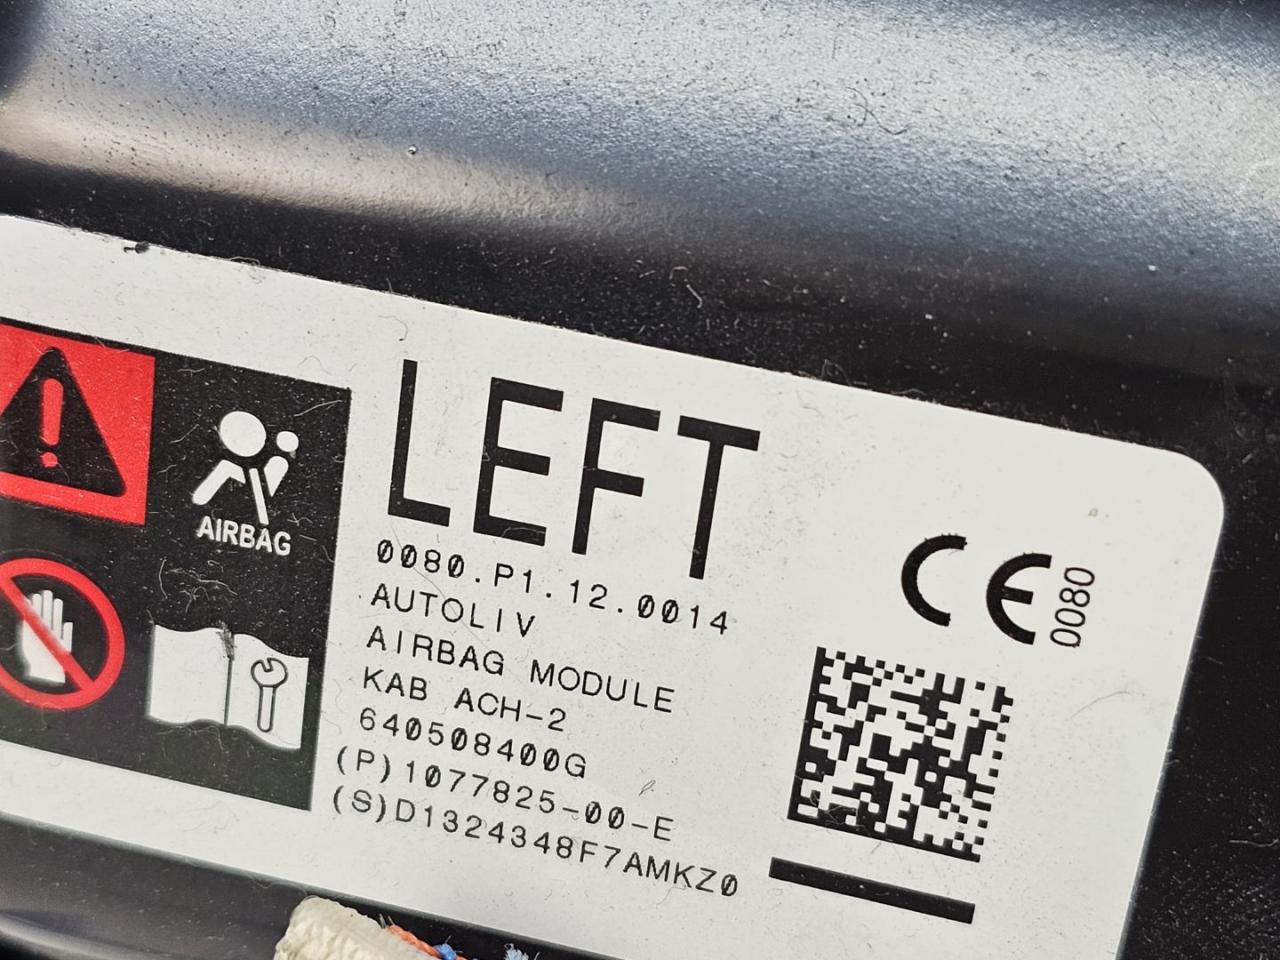 LEFT
AIRBAG
0080.P1.12.0014
AUTOLIV
AIRBAG MODULE
KAB ACH-2
640508400G
(P)1077825-00-E
(S)D1324348F7AMKZ0
CE 0080